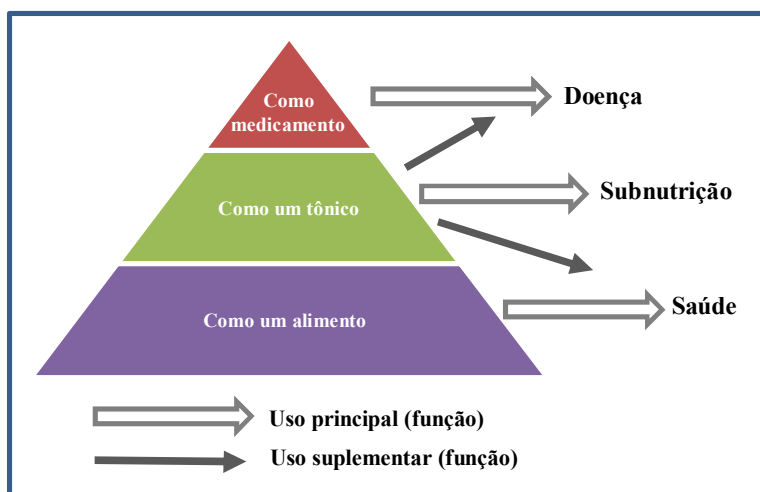 Como
medicamento
Doença
Como um tônico
Subnutrição
Como um alimento
Saúde
Uso principal (função)
Uso suplementar (função)